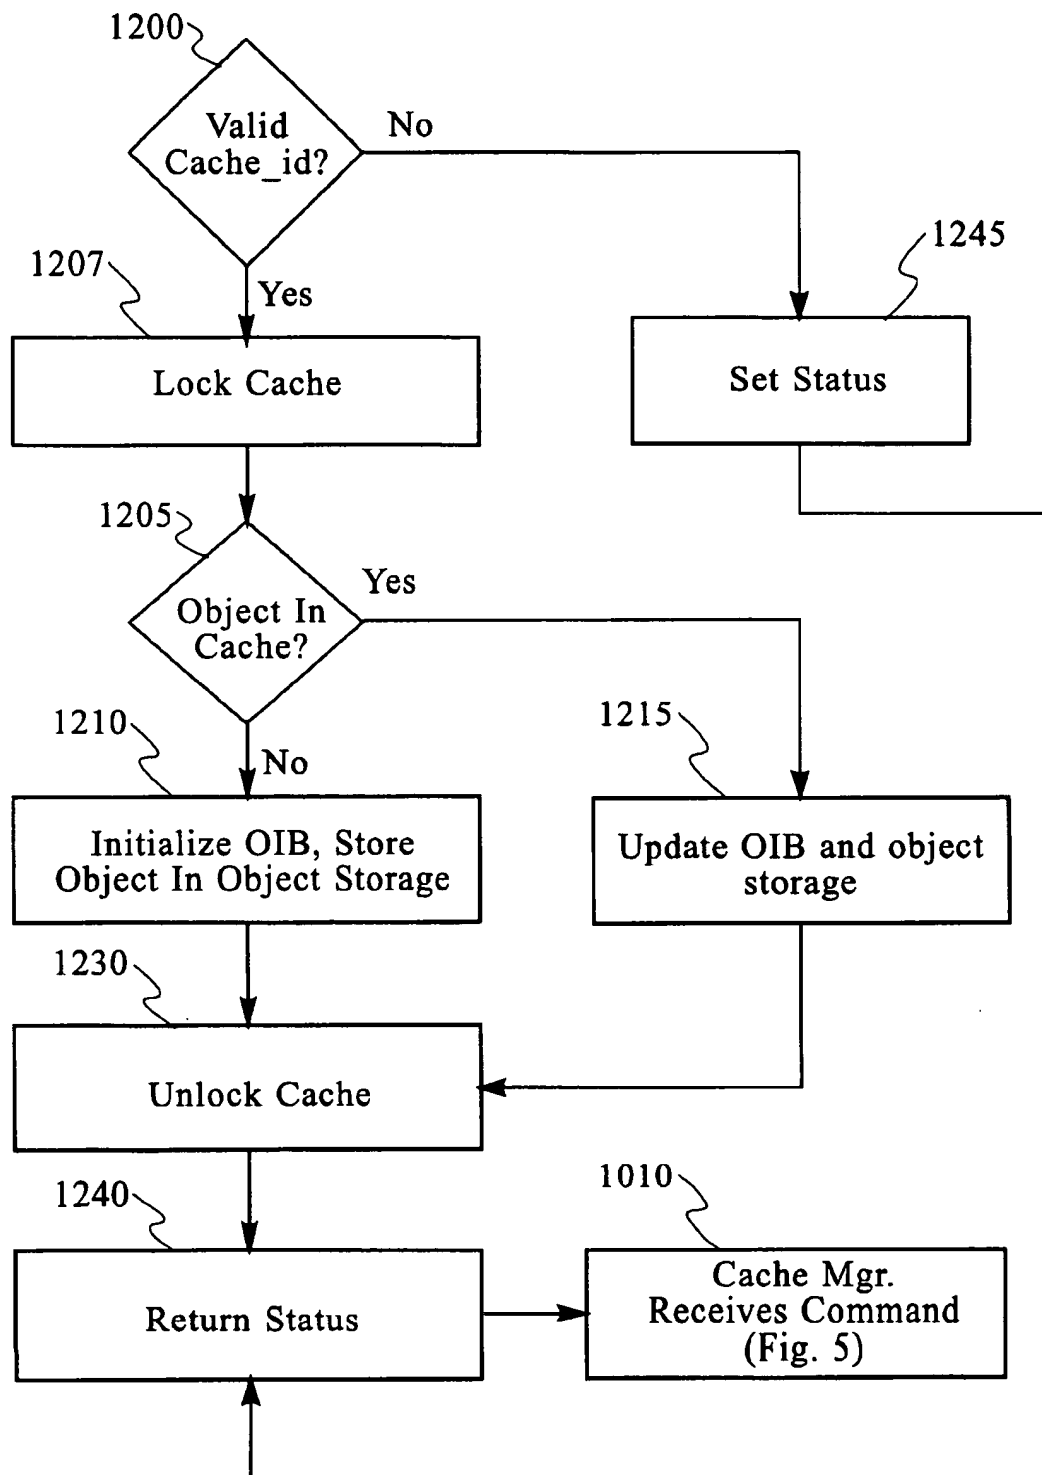 1200
Valid
Cache_id?
No
1245
1207
Yes
Lock Cache
Set Status
1205
Yes
Object In
Cache?
1210
1215
No
Initialize OIB, Store
Object In Object Storage
Update OIB and object
storage
1230
Unlock Cache
1240
1010
Return Status
Cache Mgr.
Receives Command
(Fig. 5)